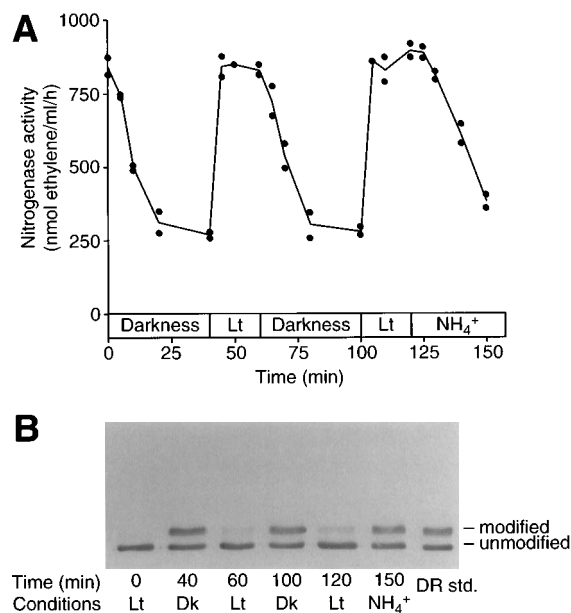 A
Nitrogenase activity
(nmol ethylene/ml/h)
1000
750
500
250
0
Darkness Lt Darkness Lt NH4+
0 25 50 75 100 125 150
Time (min)
B
– modified
– unmodified
Time (min) 0 40 60 100 120 150 DR std.
Conditions Lt Dk Lt Dk Lt NH4+